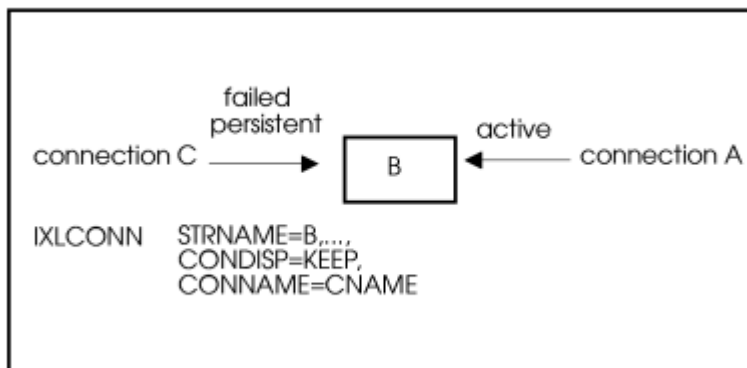 failed
persistent
active
connection C
B
connection A
IXLCONN STRNAME=B,...,
CONDISP=KEEP,
CONNAME=CNAME